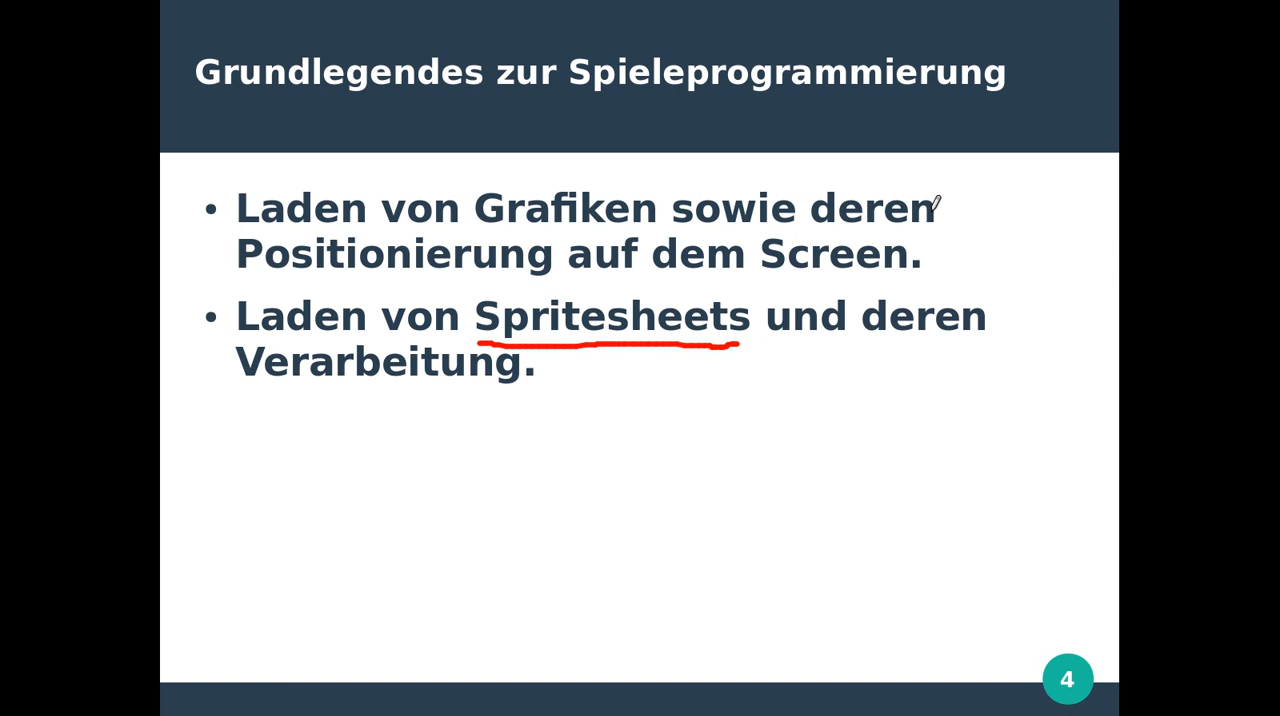 Grundlegendes zur Spieleprogrammierung
• Laden von Grafiken sowie deren
Positionierung auf dem Screen.
• Laden von Spritesheets und deren
Verarbeitung.
4